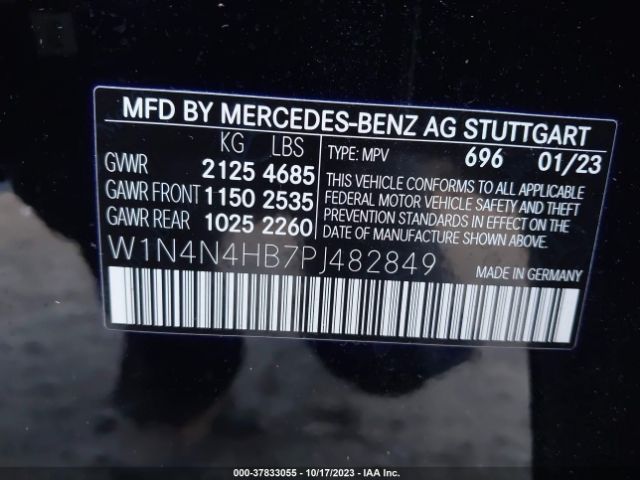 MFD BY MERCEDES-BENZ AG STUTTGART
KG LBS
GVWR 2125 4685
GAWR FRONT 1150 2535
GAWR REAR 1025 2260
TYPE: MPV 696 01/23
THIS VEHICLE CONFORMS TO ALL APPLICABLE
FEDERAL MOTOR VEHICLE SAFETY AND THEFT
PREVENTION STANDARDS IN EFFECT ON THE
DATE OF MANUFACTURE SHOWN ABOVE.
W1N4N4HB7PJ482849
MADE IN GERMANY
000-37833055 - 10/17/2023 - IAA Inc.